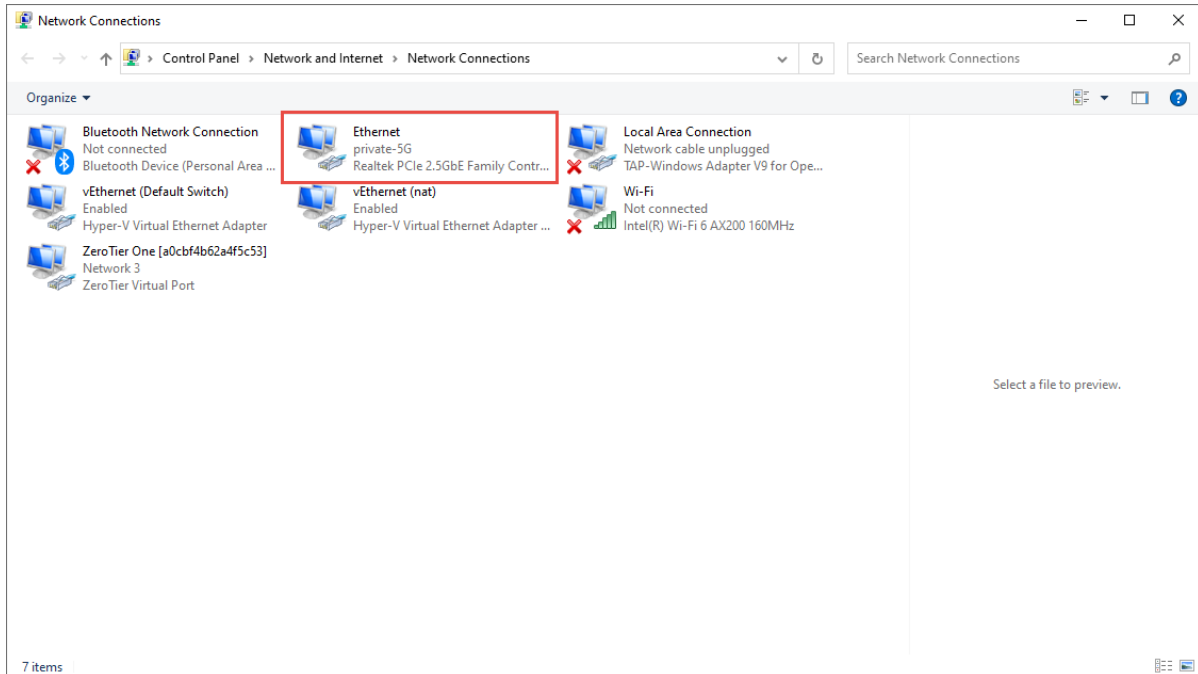 Network Connections
Control Panel > Network and Internet > Network Connections
Search Network Connections
Organize
Bluetooth Network Connection
Not connected
Bluetooth Device (Personal Area ...
Ethernet
private-5G
Realtek PCIe 2.5GbE Family Contr...
Local Area Connection
Network cable unplugged
TAP-Windows Adapter V9 for Ope...
vEthernet (Default Switch)
Enabled
Hyper-V Virtual Ethernet Adapter
vEthernet (nat)
Enabled
Hyper-V Virtual Ethernet Adapter ...
Wi-Fi
Not connected
Intel(R) Wi-Fi 6 AX200 160MHz
ZeroTier One [a0cbf4b62a4f5c53]
Network 3
ZeroTier Virtual Port
Select a file to preview.
7 items